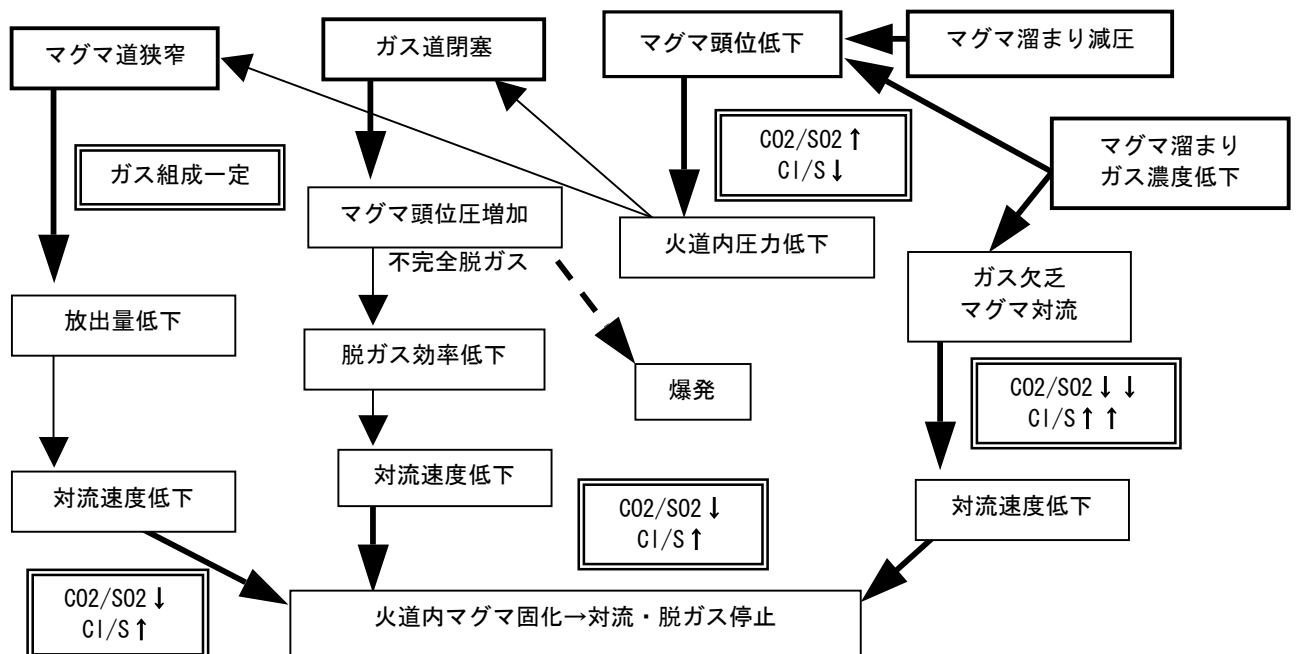 マグマ道狭窄
ガス道閉塞
マグマ頭位低下
マグマ溜まり減圧
ガス組成一定
CO2/SO2↑
Cl/S↓
マグマ溜まり
ガス濃度低下
マグマ頭位圧増加
不完全脱ガス
火道内圧力低下
ガス欠乏
マグマ対流
放出量低下
脱ガス効率低下
爆発
CO2/SO2↓↓
Cl/S↑↑
対流速度低下
対流速度低下
CO2/SO2↓
Cl/S↑
対流速度低下
CO2/SO2↓
Cl/S↑
火道内マグマ固化→対流・脱ガス停止